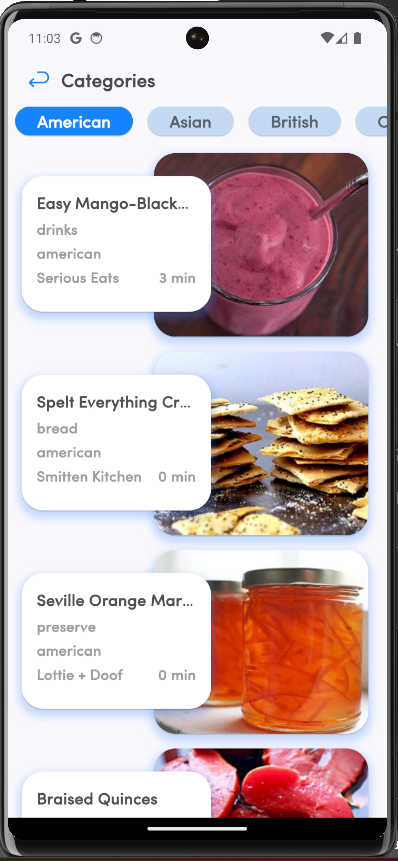 11:03
Categories
American
Asian
British
Easy Mango-Black...
drinks
american
Serious Eats 3 min
Spelt Everything Cr...
bread
american
Smitten Kitchen 0 min
Seville Orange Mar...
preserve
american
Lottie + Doof 0 min
Braised Quinces